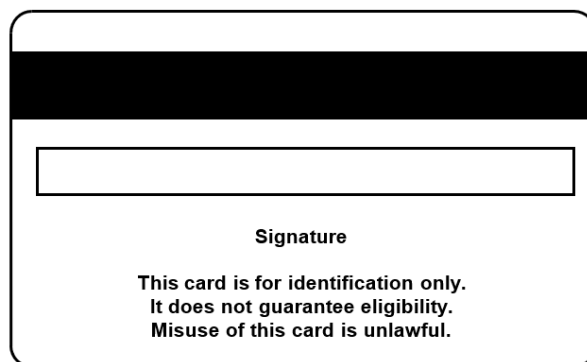 Signature
This card is for identification only.
It does not guarantee eligibility.
Misuse of this card is unlawful.